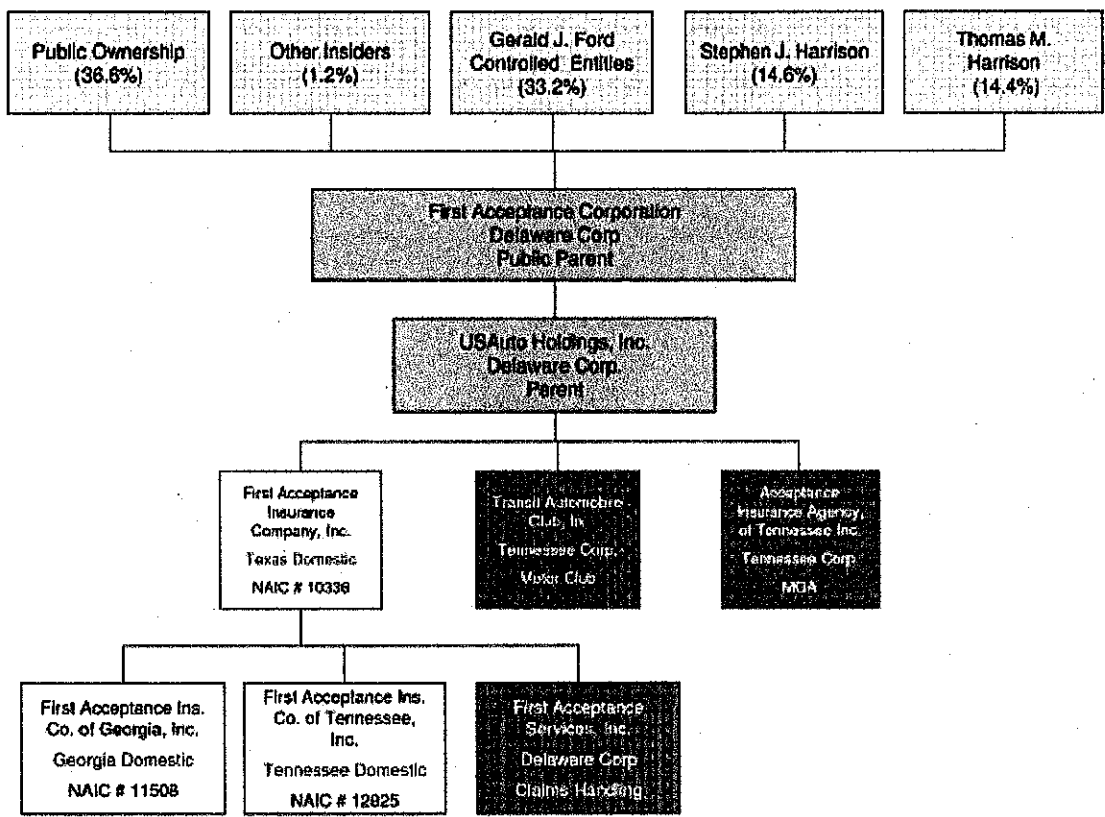 Public Ownership
(36.6%)
Other Insiders
(1.2%)
Gerald J. Ford
Controlled Entities
(33.2%)
Stephen J. Harrison
(14.6%)
Thomas M.
Harrison
(14.4%)
First Acceptance Corporation
Delaware Corp
Public Parent
USAuto Holdings, Inc.
Delaware Corp.
Parent
First Acceptance
Insurance
Company, Inc.
Texas Domestic
NAIC # 10336
Transit Automobile
Club, In
Tennessee Corp.
Motor Club
Acceptance
Insurance Agency,
of Tennessee Inc.
Tennessee Corp
MGA
First Acceptance Ins.
Co. of Georgia, Inc.
Georgia Domestic
NAIC # 11508
First Acceptance Ins.
Co. of Tennessee,
Inc.
Tennessee Domestic
NAIC # 12825
First Acceptance
Services, Inc.
Delaware Corp
Claims Handling